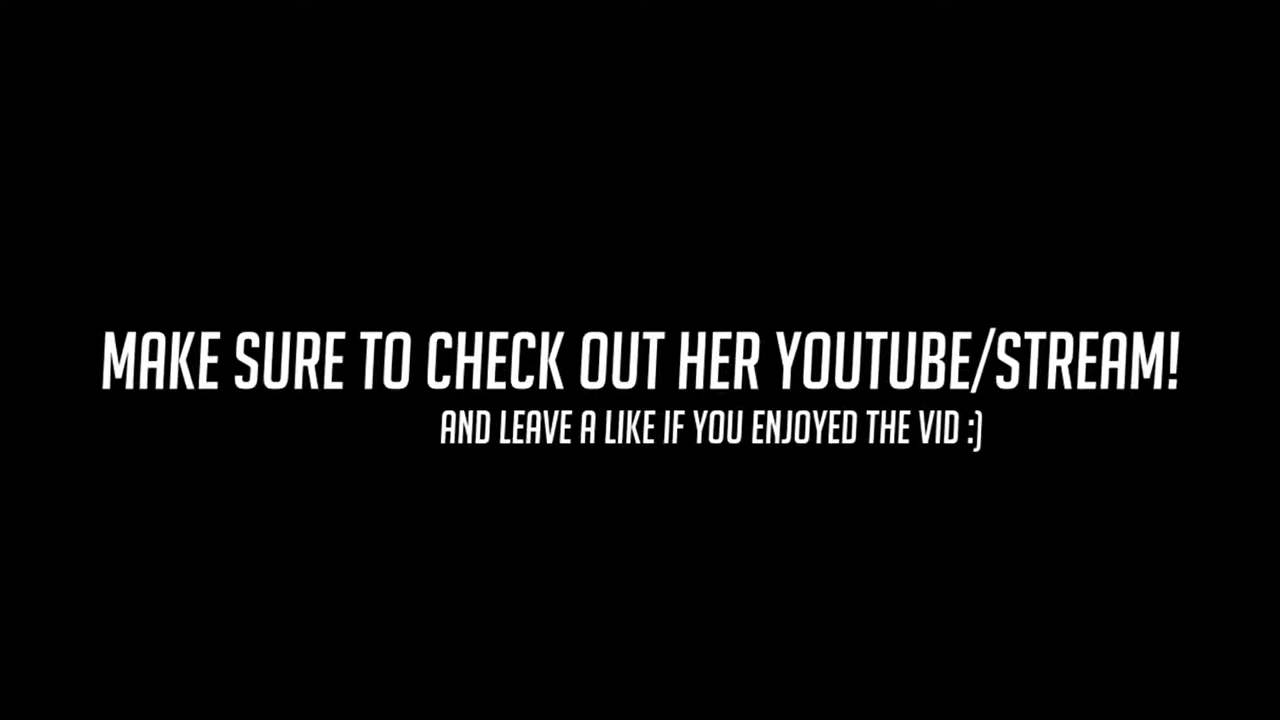 MAKE SURE TO CHECK OUT HER YOUTUBE/STREAM!
AND LEAVE A LIKE IF YOU ENJOYED THE VID :)